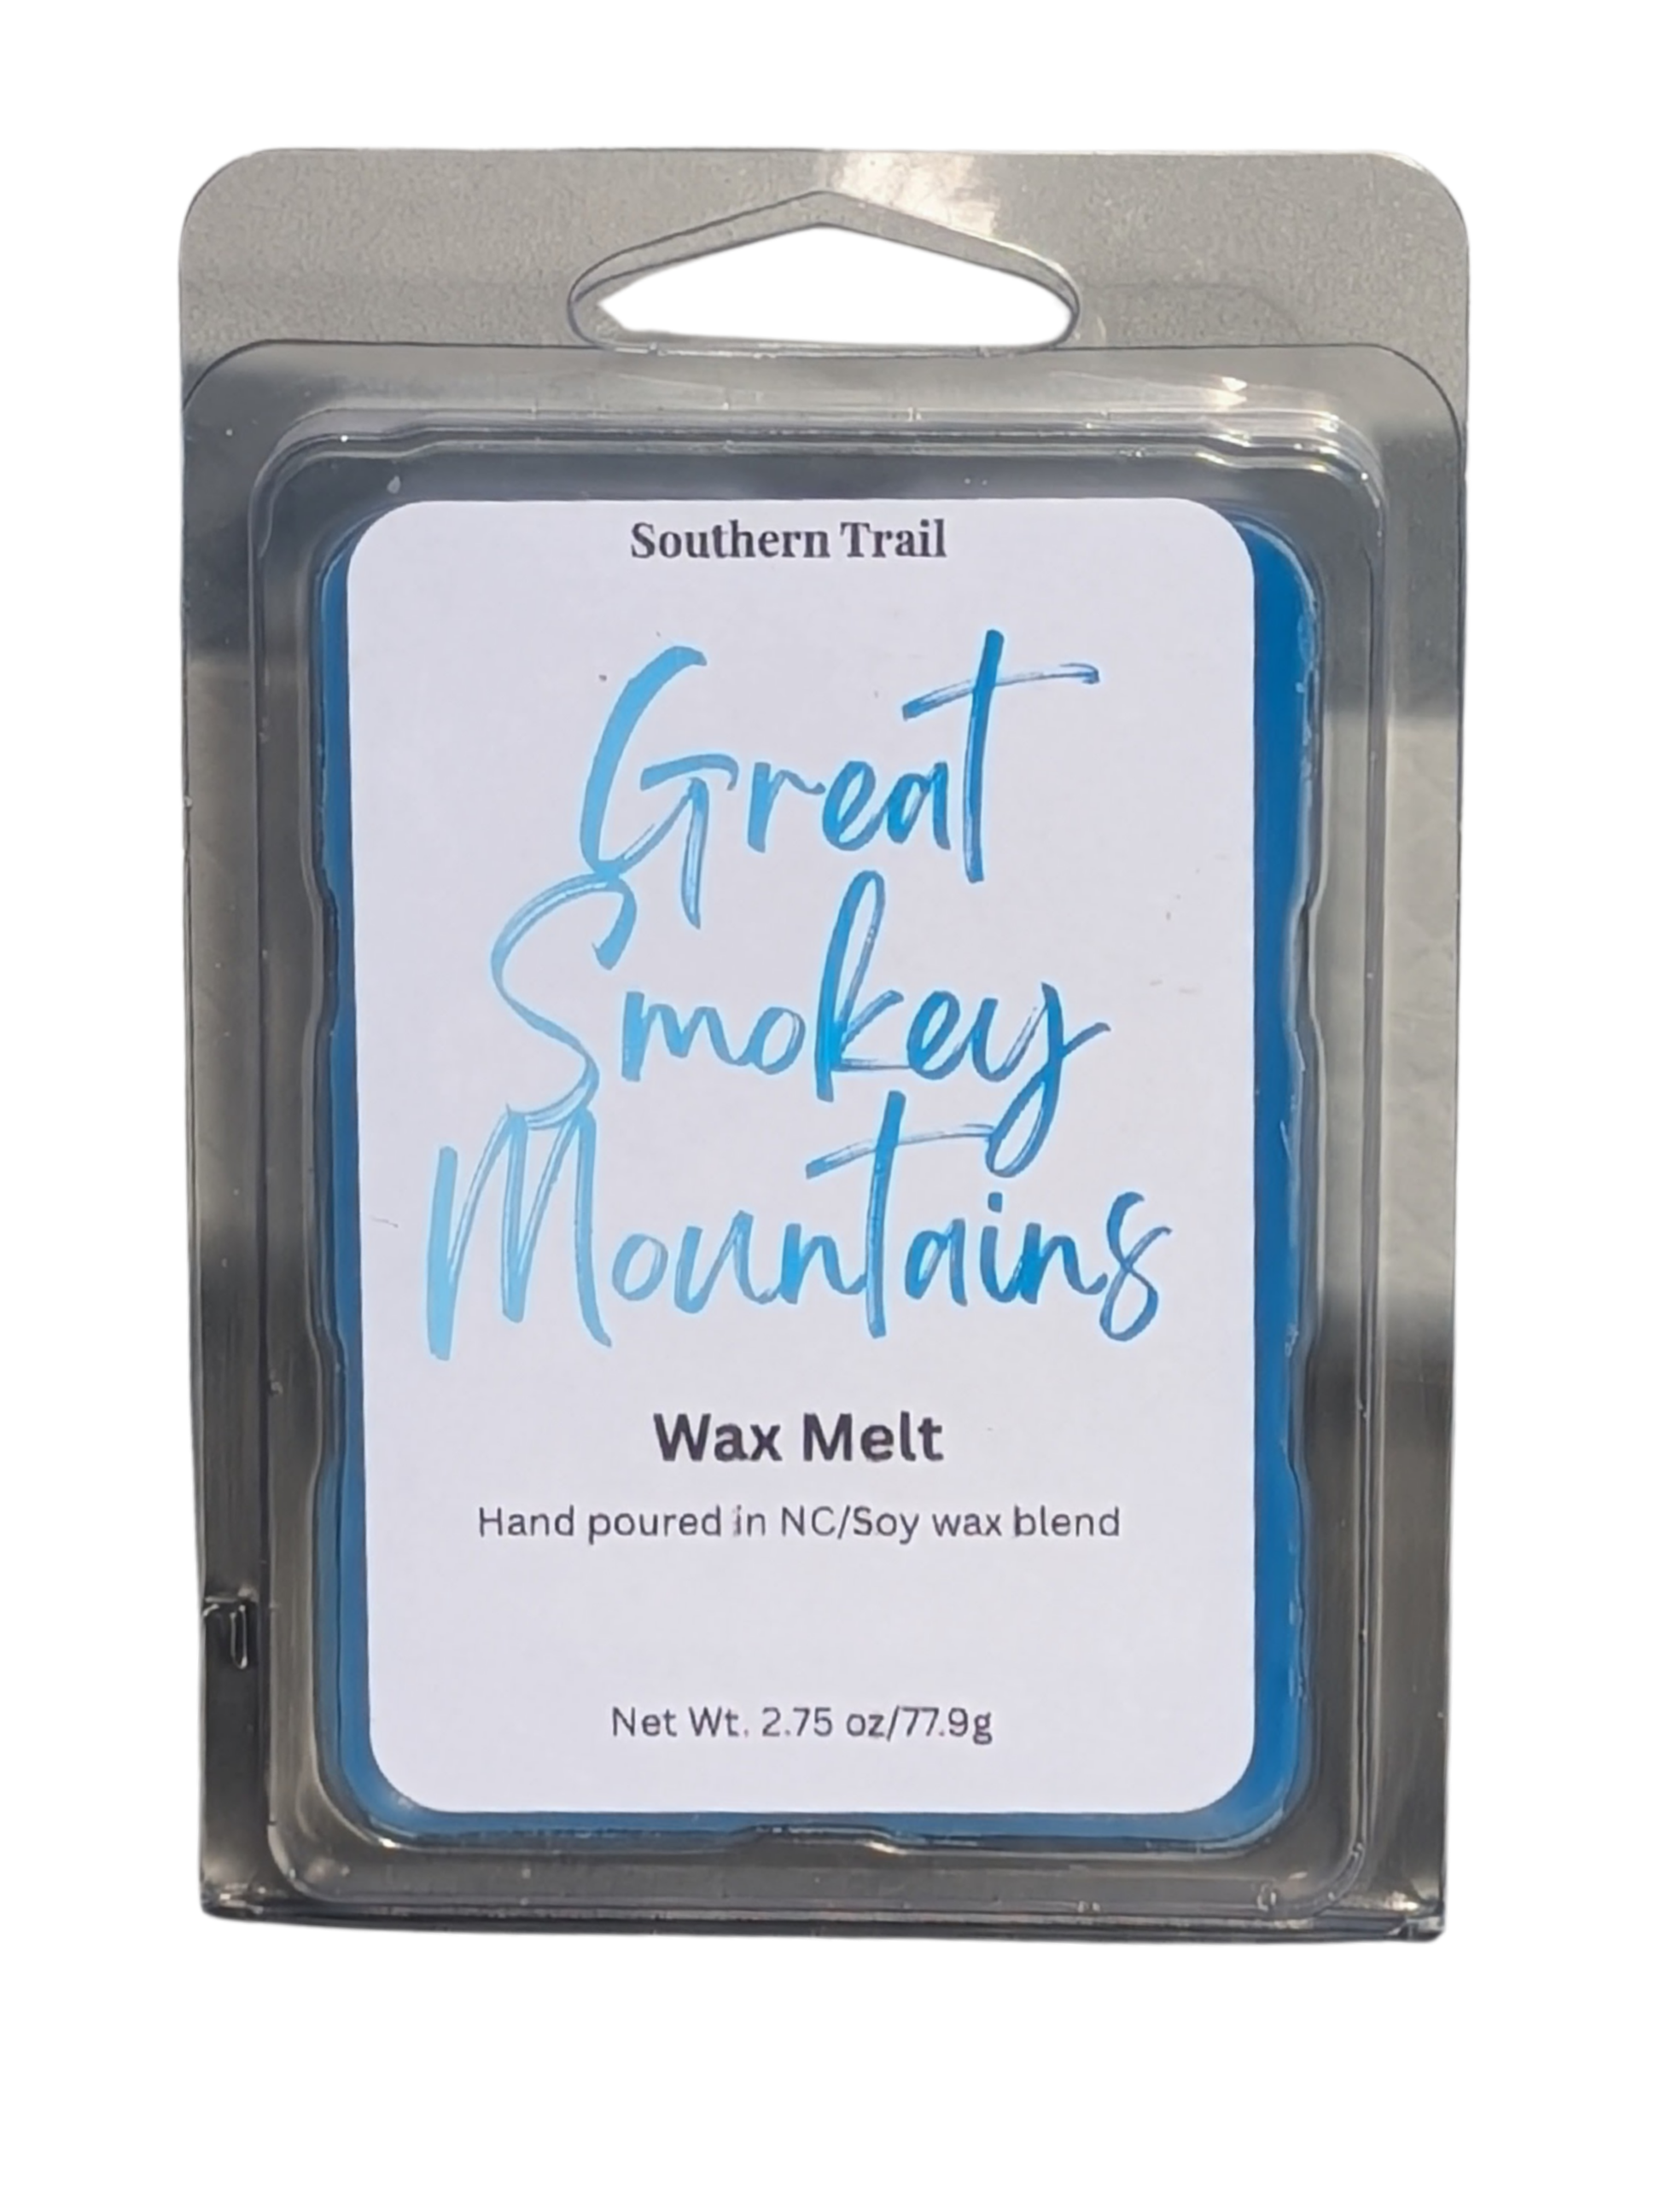 Southern Trail
Great
Smokey
Mountains
Wax Melt
Hand poured in NC/Soy wax blend
Net Wt. 2.75 oz/77.9g